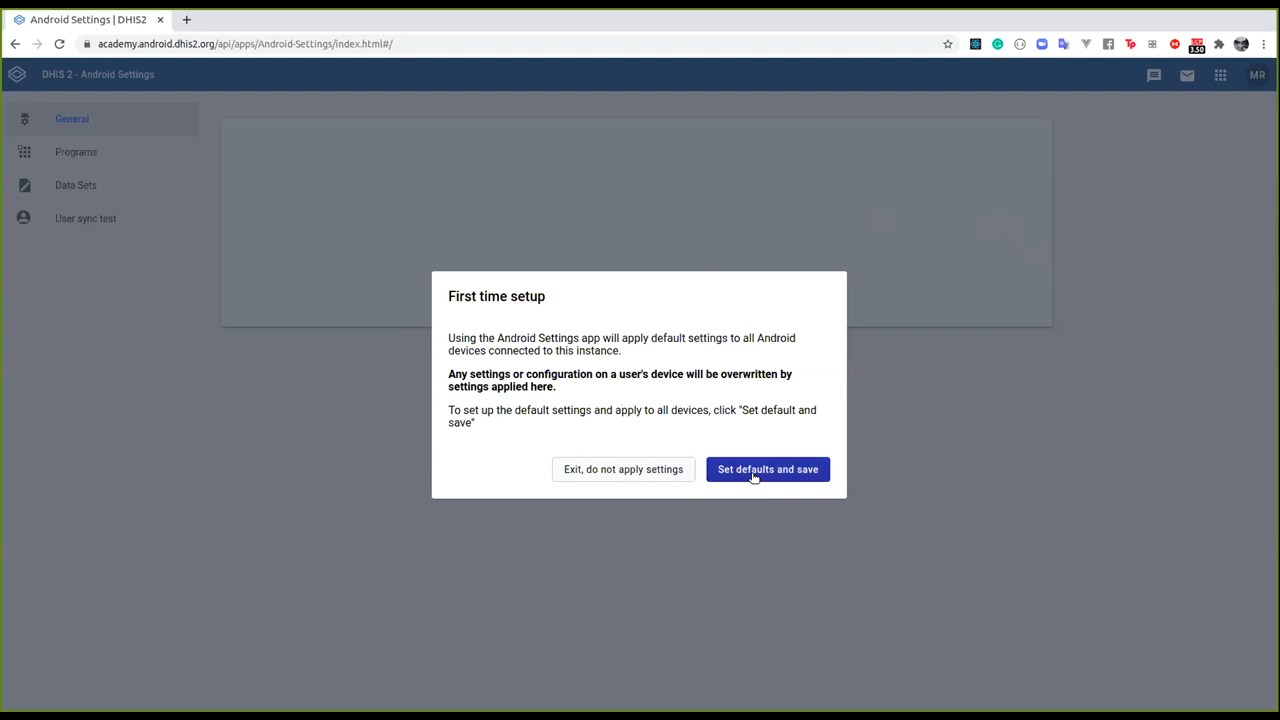 Android Settings | DHIS2
academy.android.dhis2.org/api/apps/Android-Settings/index.html#/
3.50
DHIS 2 - Android Settings
MR
General
Programs
Data Sets
User sync test
First time setup
Using the Android Settings app will apply default settings to all Android
devices connected to this instance.
Any settings or configuration on a user's device will be overwritten by
settings applied here.
To set up the default settings and apply to all devices, click "Set default and
save"
Exit, do not apply settings
Set defaults and save